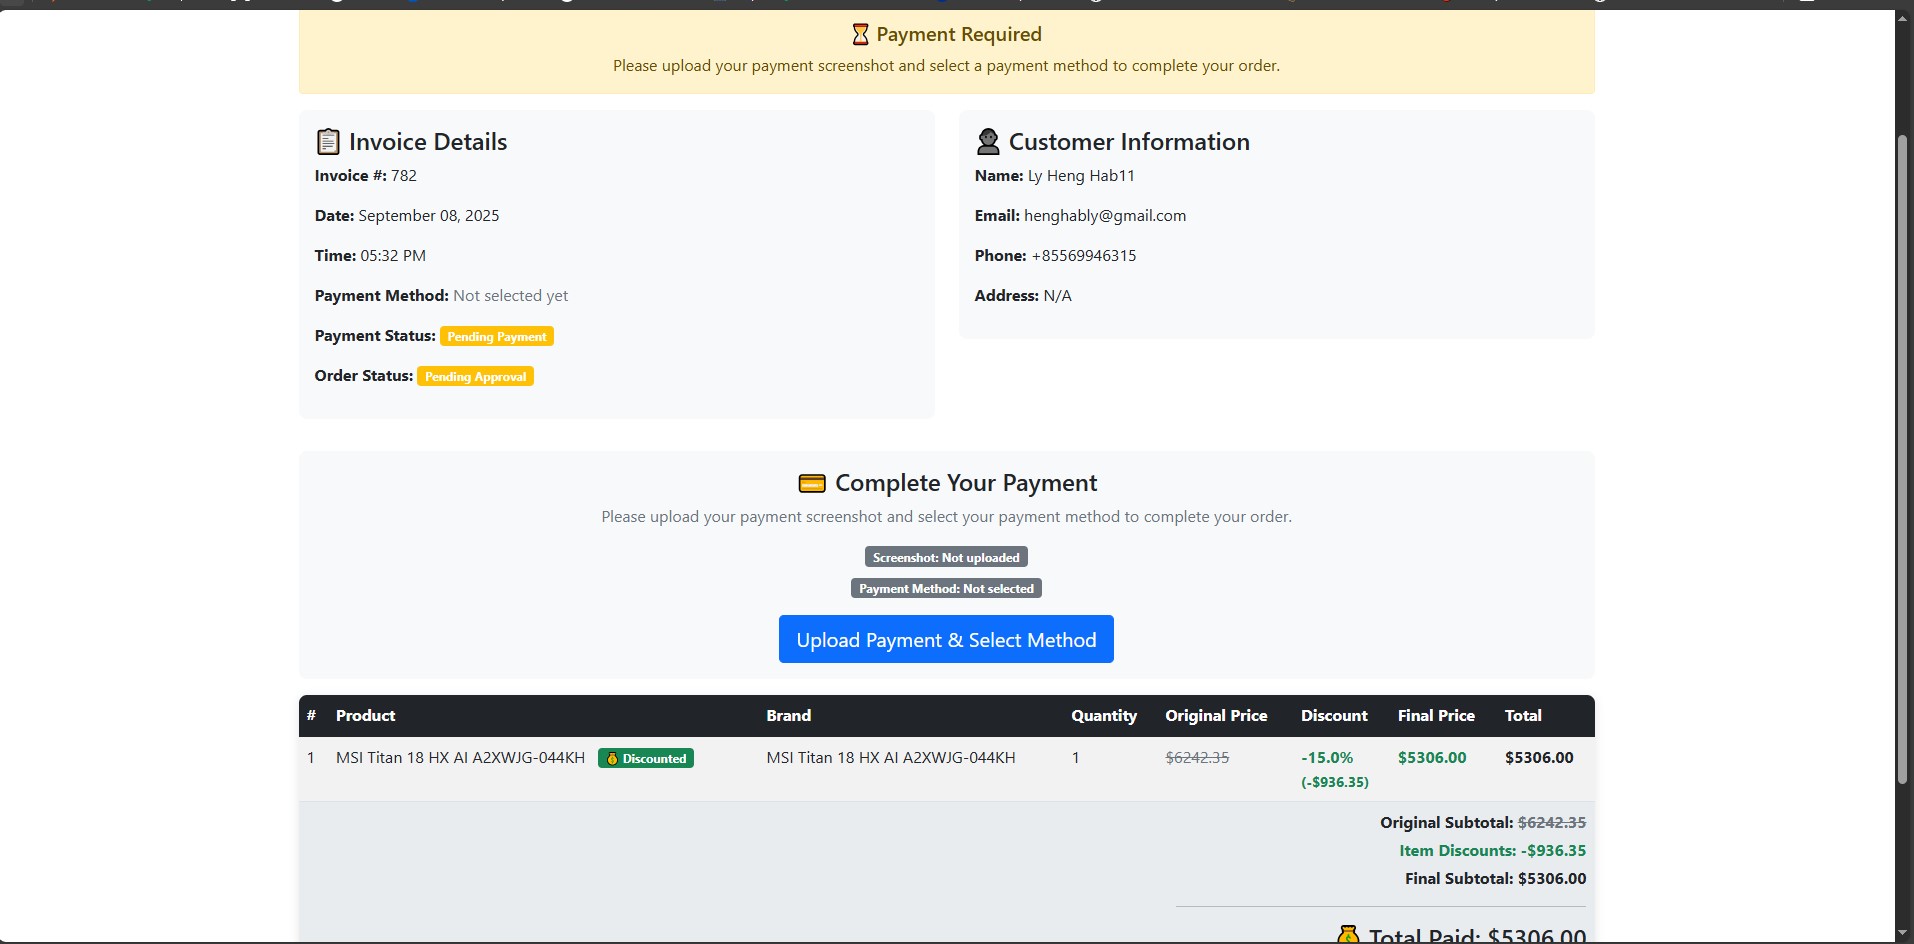 Payment Required
Please upload your payment screenshot and select a payment method to complete your order.
Invoice Details
Invoice #: 782
Date: September 08, 2025
Time: 05:32 PM
Payment Method: Not selected yet
Payment Status: Pending Payment
Order Status: Pending Approval
Customer Information
Name: Ly Heng Hab11
Email: henghably@gmail.com
Phone: +85569946315
Address: N/A
Complete Your Payment
Please upload your payment screenshot and select your payment method to complete your order.
Screenshot: Not uploaded
Payment Method: Not selected
Upload Payment & Select Method
# Product Brand Quantity Original Price Discount Final Price Total
1 MSI Titan 18 HX AI A2XWJG-044KH Discounted MSI Titan 18 HX AI A2XWJG-044KH 1 $6242.35 -15.0% $5306.00 $5306.00
(-$936.35)
Original Subtotal: $6242.35
Item Discounts: -$936.35
Final Subtotal: $5306.00
Total Paid: $5306.00